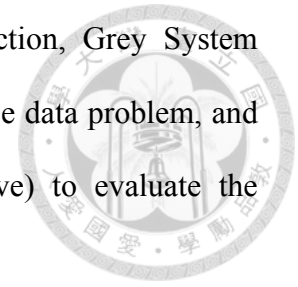 ction, Grey System
e data problem, and
ve) to evaluate the